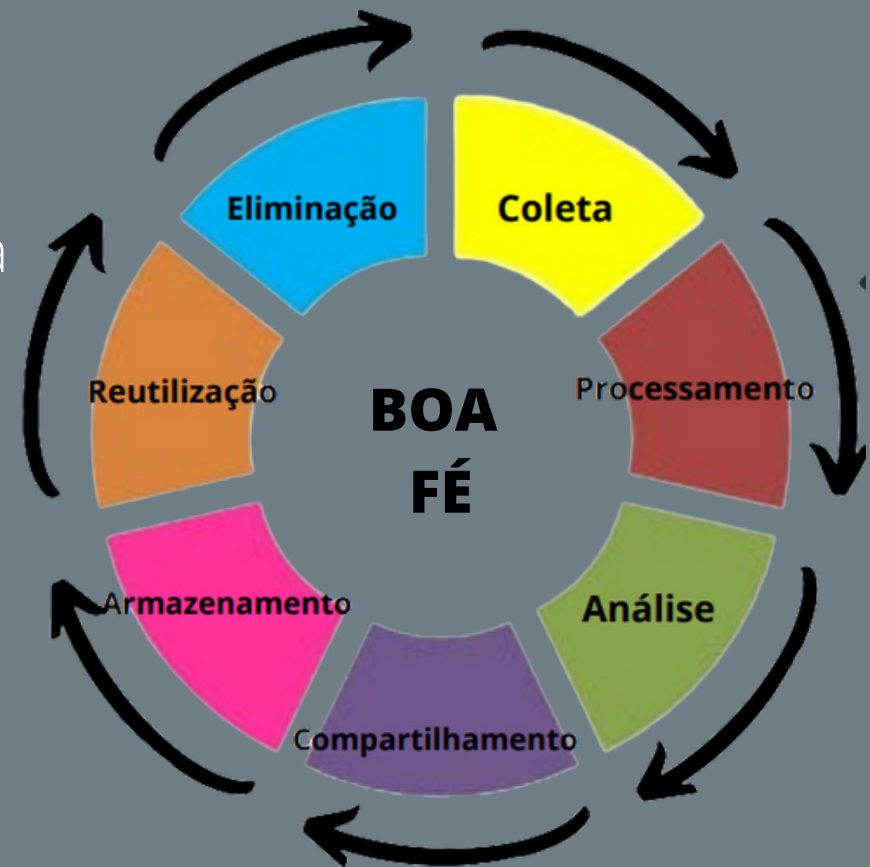 Coleta
Processamento
Análise
Compartilhamento
Armazenamento
Reutilização
Eliminação
BOA
FÉ